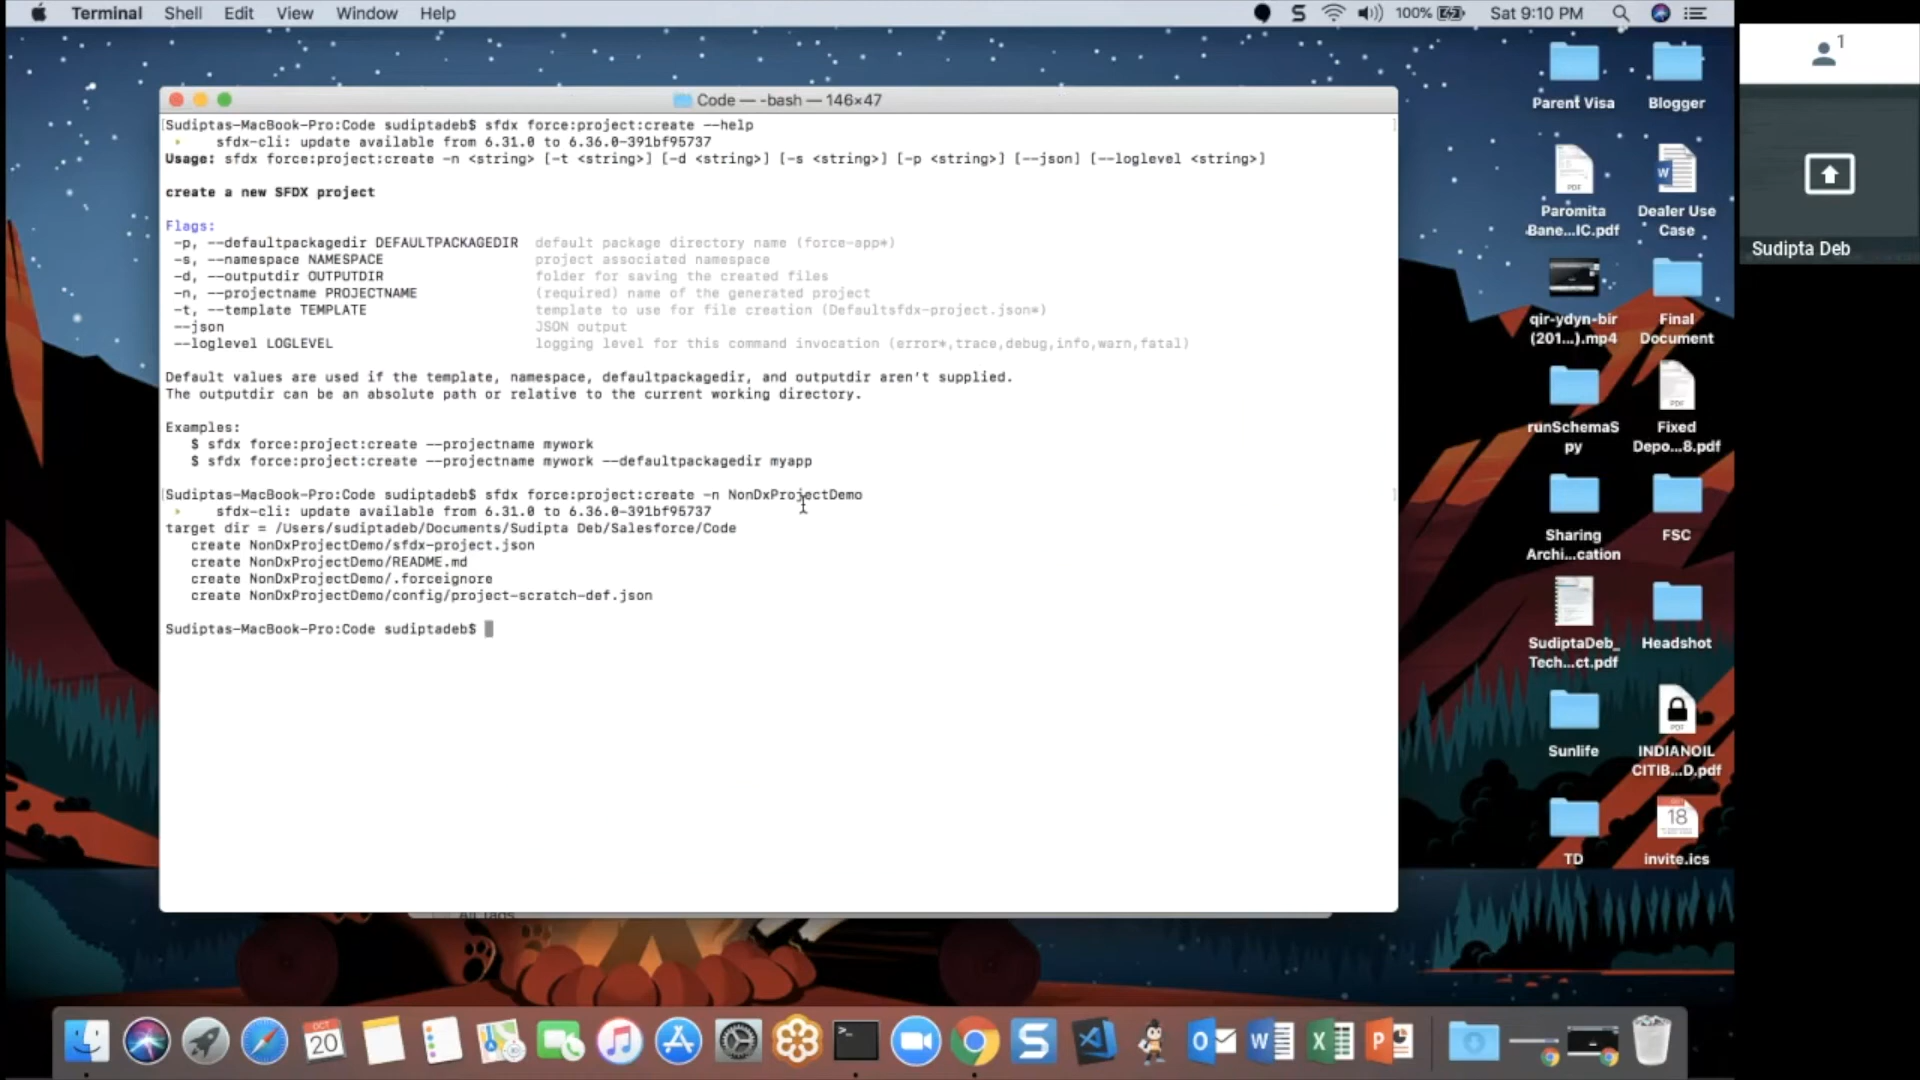 Terminal Shell Edit View Window Help
100% Sat 9:10 PM
Code — -bash — 146×47
[Sudiptas-MacBook-Pro:Code sudiptadeb$ sfdx force:project:create --help ]
sfdx-cli: update available from 6.31.0 to 6.36.0-391bf95737
Usage: sfdx force:project:create -n <string> [-t <string>] [-d <string>] [-s <string>] [-p <string>] [--json] [--loglevel <string>]
create a new SFDX project
Flags:
-p, --defaultpackagedir DEFAULTPACKAGEDIR default package directory name (force-app*)
-s, --namespace NAMESPACE project associated namespace
-d, --outputdir OUTPUTDIR folder for saving the created files
-n, --projectname PROJECTNAME (required) name of the generated project
-t, --template TEMPLATE template to use for file creation (Defaultsfdx-project.json*)
--json JSON output
--loglevel LOGLEVEL logging level for this command invocation (error*,trace,debug,info,warn,fatal)
Default values are used if the template, namespace, defaultpackagedir, and outputdir aren't supplied.
The outputdir can be an absolute path or relative to the current working directory.
Examples:
$ sfdx force:project:create --projectname mywork
$ sfdx force:project:create --projectname mywork --defaultpackagedir myapp
[Sudiptas-MacBook-Pro:Code sudiptadeb$ sfdx force:project:create -n NonDxProjectDemo ]
sfdx-cli: update available from 6.31.0 to 6.36.0-391bf95737
target dir = /Users/sudiptadeb/Documents/Sudipta Deb/Salesforce/Code
create NonDxProjectDemo/sfdx-project.json
create NonDxProjectDemo/README.md
create NonDxProjectDemo/.forceignore
create NonDxProjectDemo/config/project-scratch-def.json
Sudiptas-MacBook-Pro:Code sudiptadeb$
All Tags
Parent Visa
Blogger
PDF
W
Paromita
Bane...IC.pdf
Dealer Use
Case
qir-ydyn-bir
(201...).mp4
Final
Document
PDF
runSchemaS
py
Fixed
Depo...8.pdf
Sharing
Archi...cation
FSC
SudiptaDeb_
Tech...ct.pdf
Headshot
PDF
Sunlife
INDIANOIL
CITIB...D.pdf
18
TD
invite.ics
1
Sudipta Deb
OCT
20